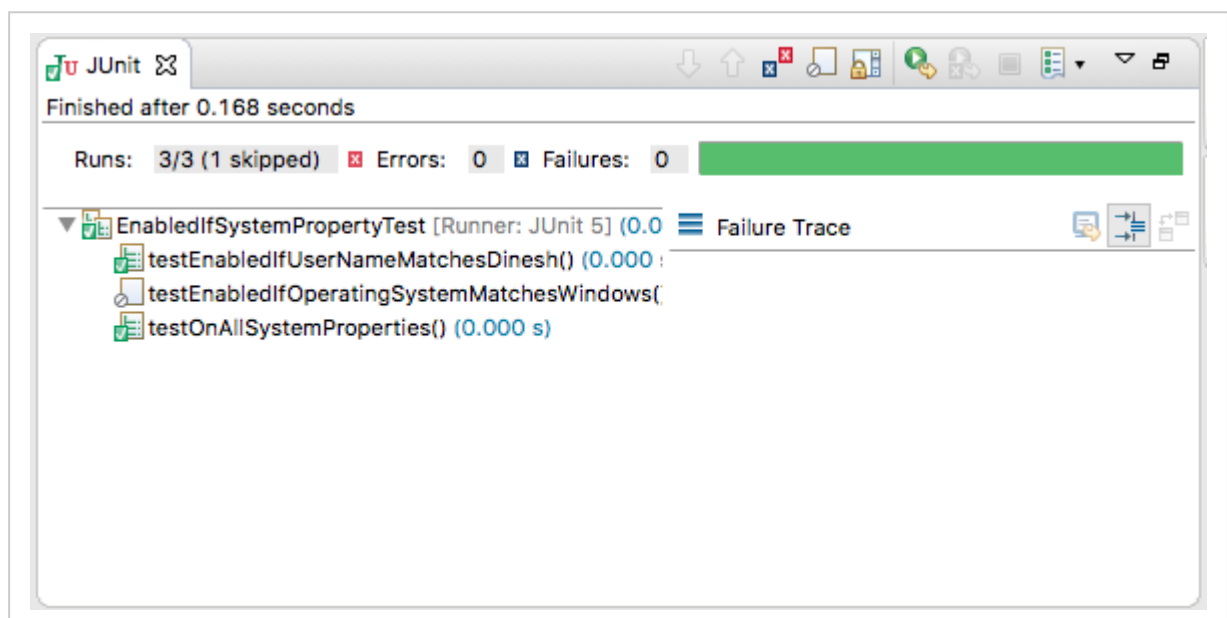 JUnit
Finished after 0.168 seconds
Runs: 3/3 (1 skipped) Errors: 0 Failures: 0
EnabledIfSystemPropertyTest [Runner: JUnit 5] (0.0
Failure Trace
testEnabledIfUserNameMatchesDinesh() (0.000 s
testEnabledIfOperatingSystemMatchesWindows()
testOnAllSystemProperties() (0.000 s)